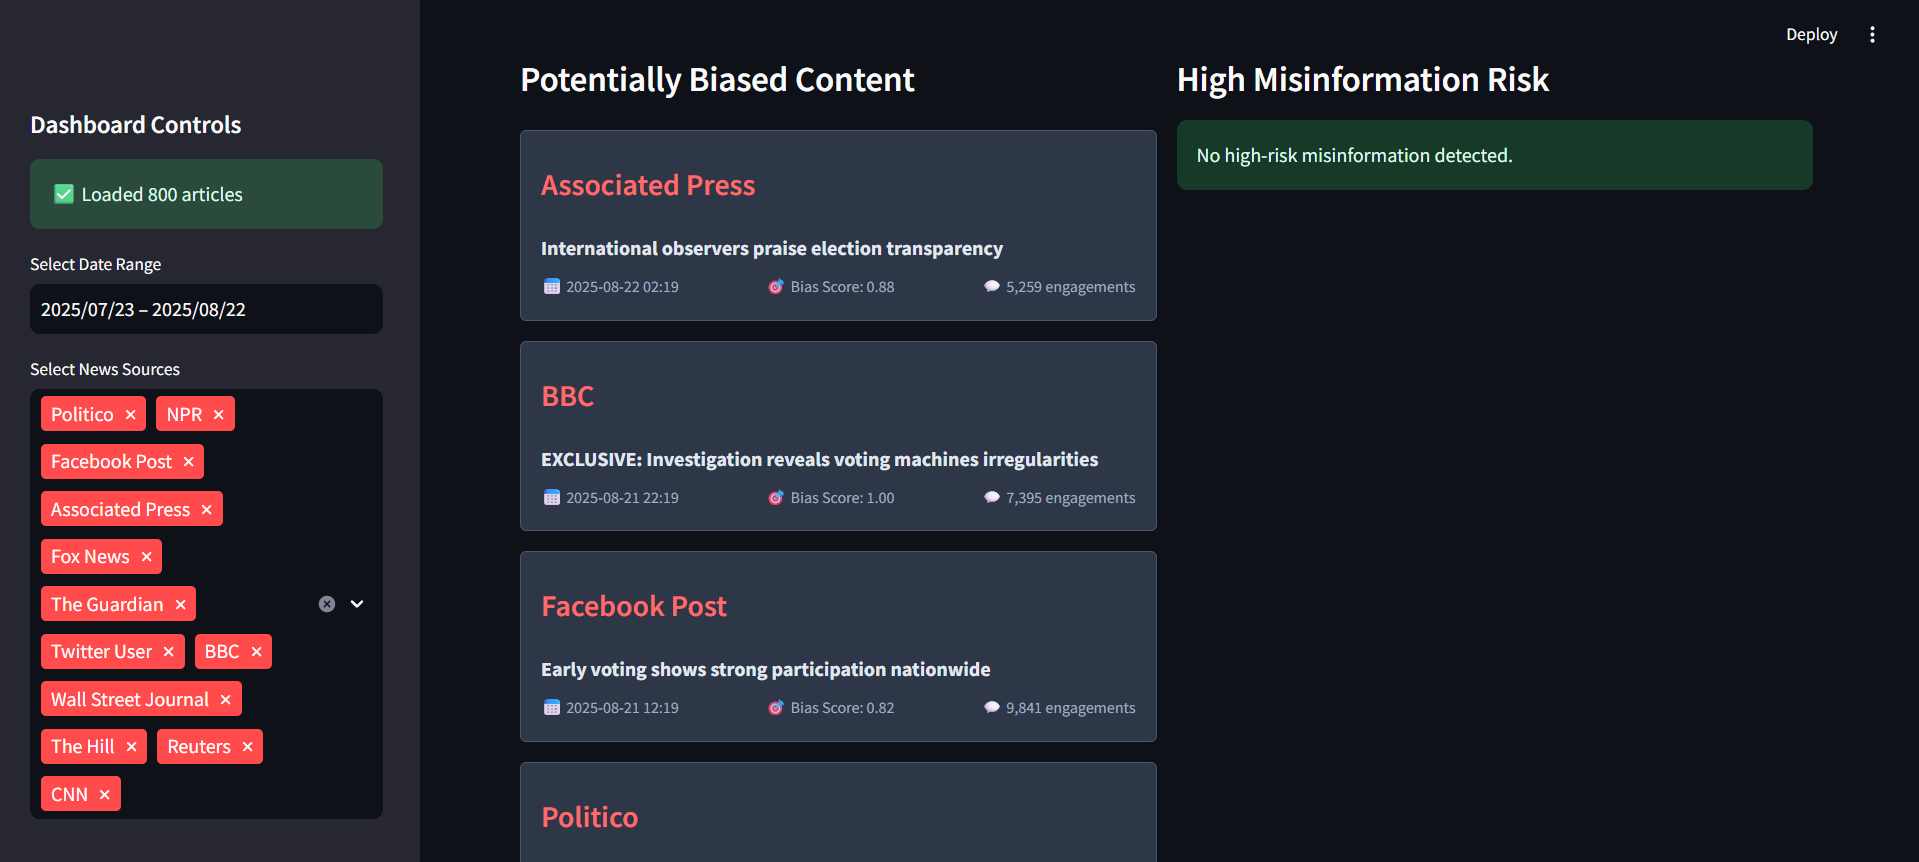 Deploy
Dashboard Controls
✅ Loaded 800 articles
Select Date Range
2025/07/23 – 2025/08/22
Select News Sources
Politico × NPR ×
Facebook Post ×
Associated Press ×
Fox News ×
The Guardian ×
Twitter User × BBC ×
Wall Street Journal ×
The Hill × Reuters ×
CNN ×
Potentially Biased Content
Associated Press
International observers praise election transparency
2025-08-22 02:19 Bias Score: 0.88 5,259 engagements
BBC
EXCLUSIVE: Investigation reveals voting machines irregularities
2025-08-21 22:19 Bias Score: 1.00 7,395 engagements
Facebook Post
Early voting shows strong participation nationwide
2025-08-21 12:19 Bias Score: 0.82 9,841 engagements
Politico
High Misinformation Risk
No high-risk misinformation detected.